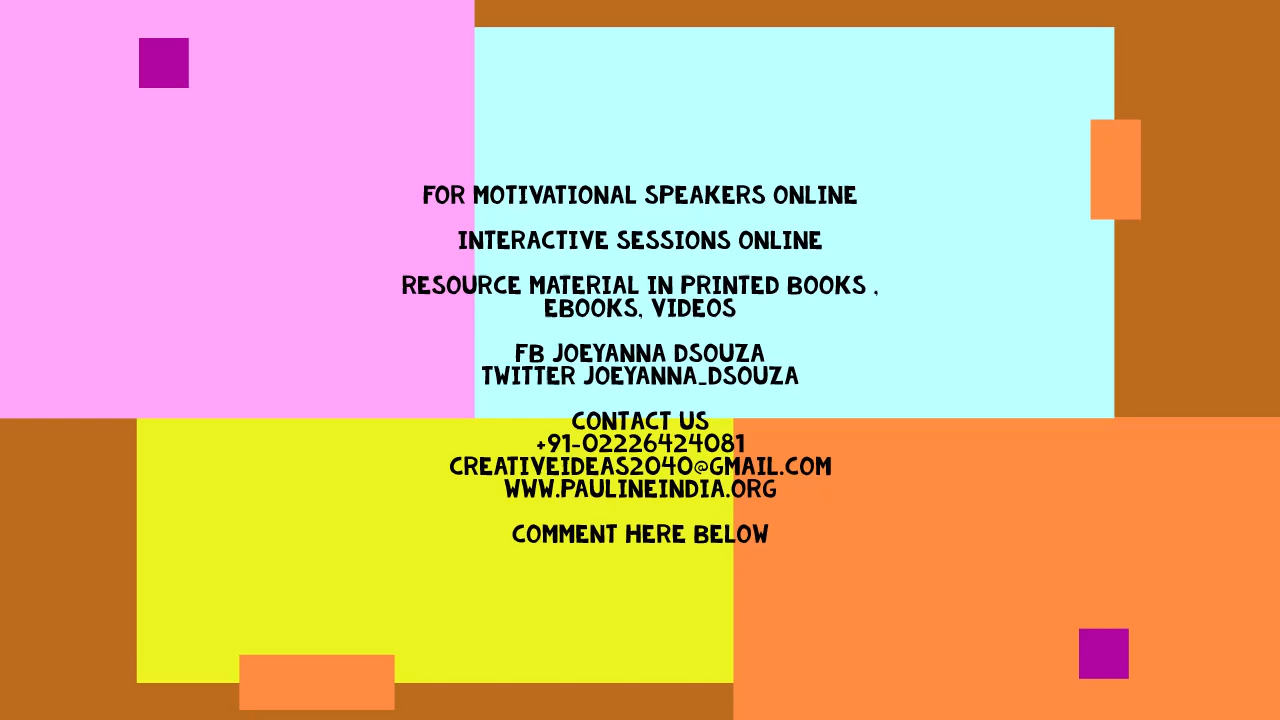 FOR MOTIVATIONAL SPEAKERS ONLINE
INTERACTIVE SESSIONS ONLINE
RESOURCE MATERIAL IN PRINTED BOOKS ,
EBOOKS, VIDEOS
FB JOEYANNA DSOUZA
TWITTER JOEYANNA_DSOUZA
CONTACT US
+91-02226424081
CREATIVEIDEAS2040@GMAIL.COM
WWW.PAULINEINDIA.ORG
COMMENT HERE BELOW